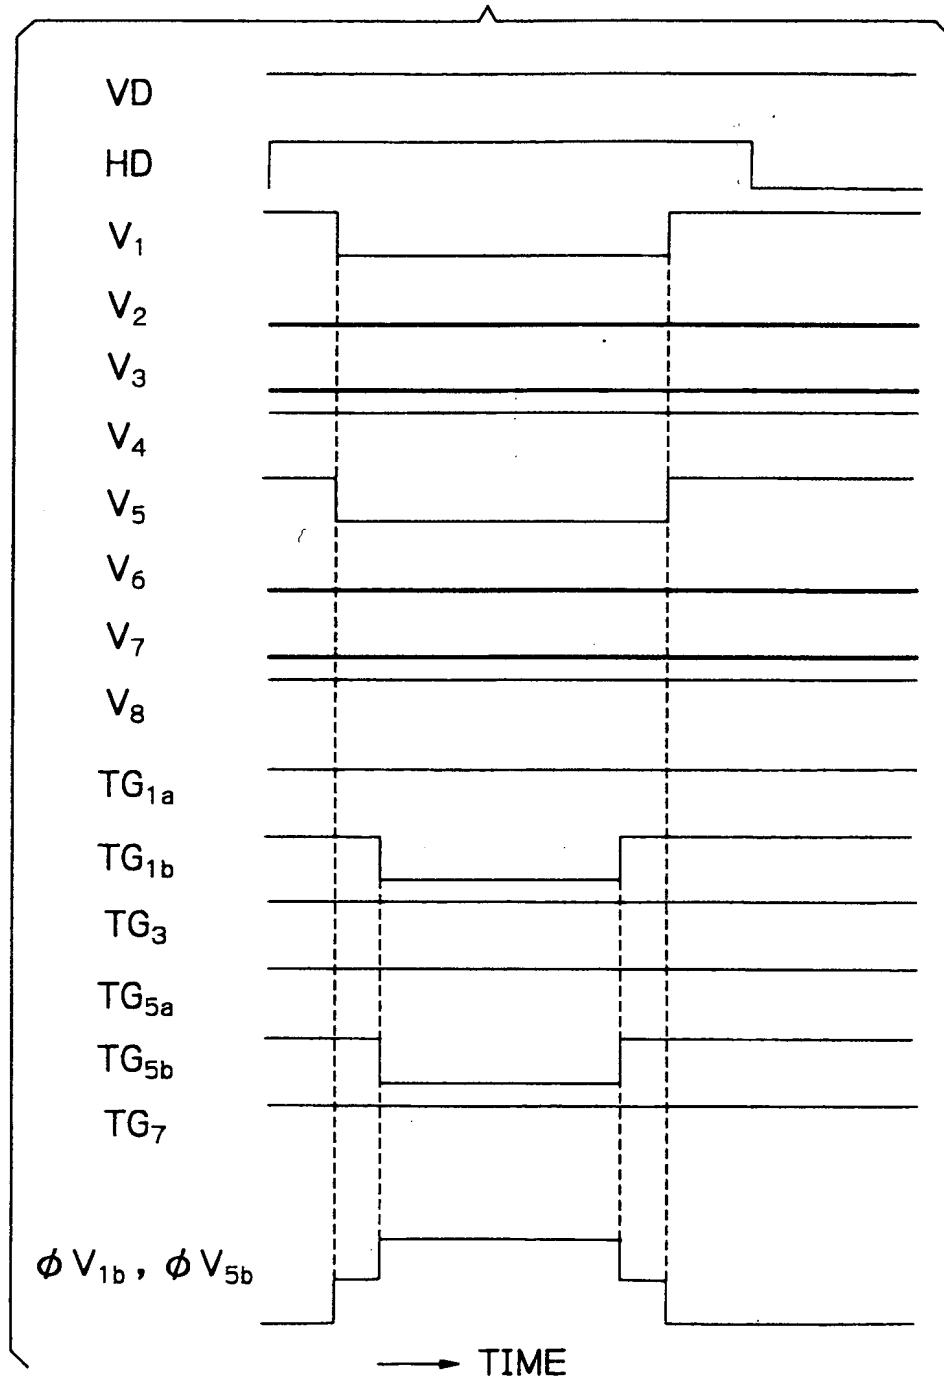 VD
HD
V₁
V₂
V₃
V₄
V₅
V₆
V₇
V₈
TG₁ₐ
TG₁b
TG₃
TG₅ₐ
TG₅b
TG₇
ϕV₁b, ϕV₅b
→ TIME